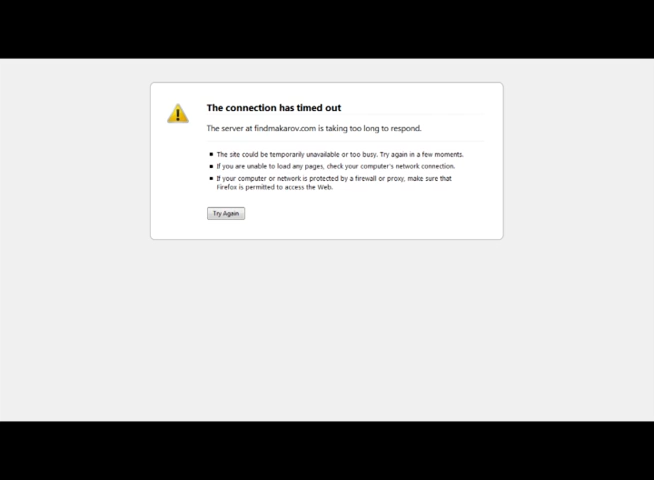 The connection has timed out
The server at findmakarov.com is taking too long to respond.
The site could be temporarily unavailable or too busy. Try again in a few moments.
If you are unable to load any pages, check your computer's network connection.
If your computer or network is protected by a firewall or proxy, make sure that
Firefox is permitted to access the Web.
Try Again